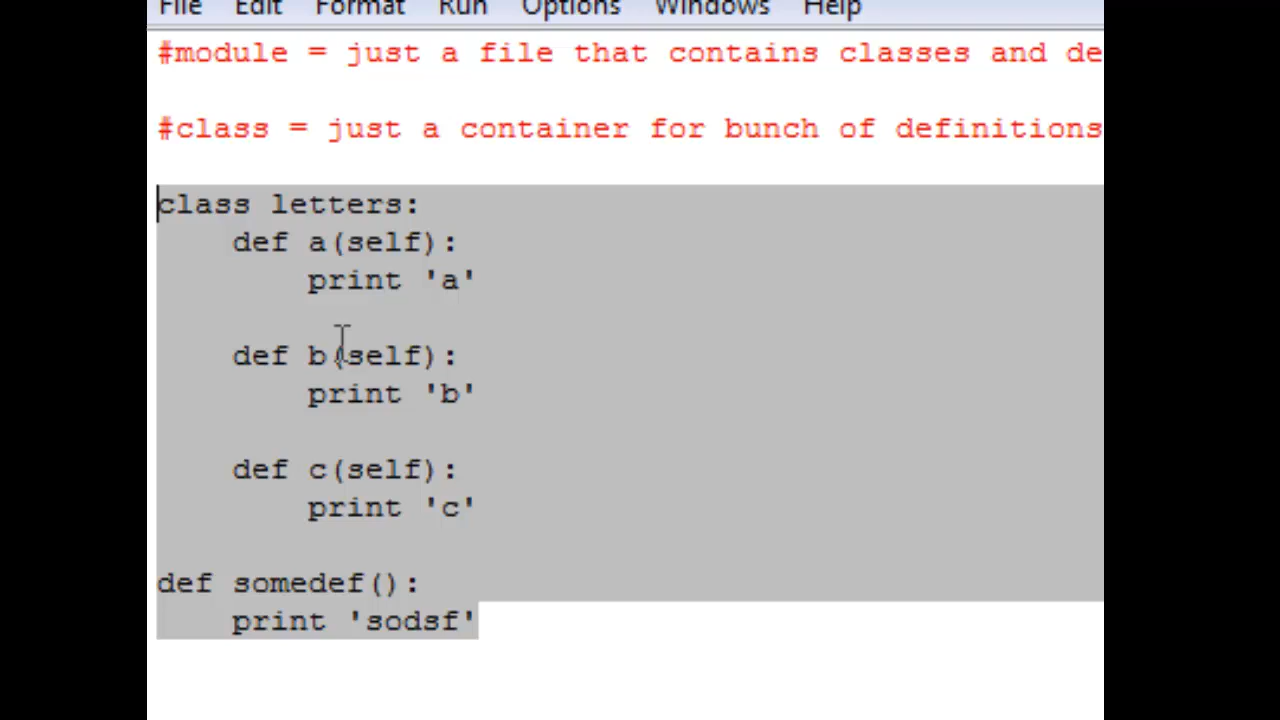 File Edit Format Run Options Windows Help
#module = just a file that contains classes and de
#class = just a container for bunch of definitions
class letters:
    def a(self):
        print 'a'
    def b(self):
        print 'b'
    def c(self):
        print 'c'
def somedef():
    print 'sodsf'